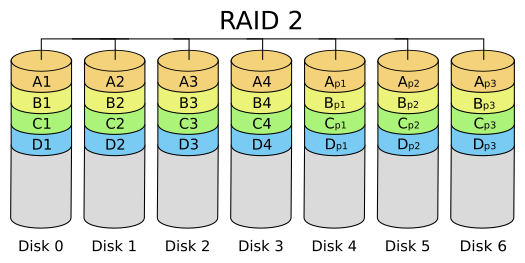 RAID 2
A1 A2 A3 A4 Ap1 Ap2 Ap3
B1 B2 B3 B4 Bp1 Bp2 Bp3
C1 C2 C3 C4 Cp1 Cp2 Cp3
D1 D2 D3 D4 Dp1 Dp2 Dp3
Disk 0 Disk 1 Disk 2 Disk 3 Disk 4 Disk 5 Disk 6